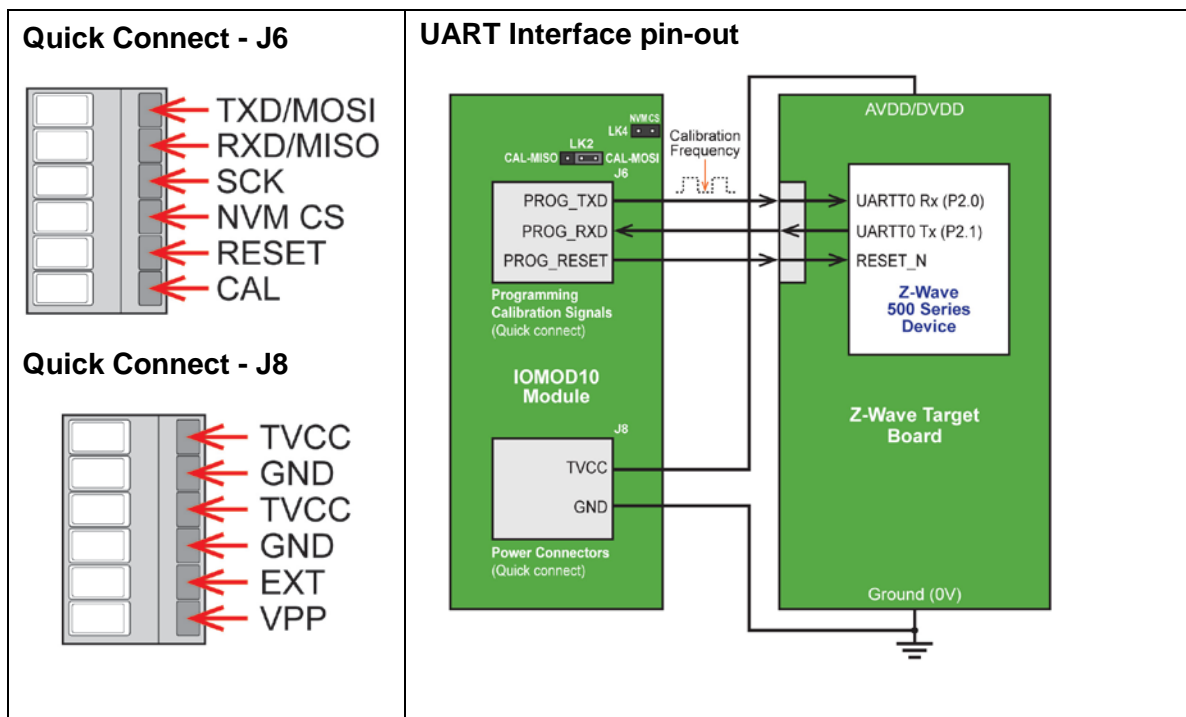 Quick Connect - J6
TXD/MOSI
RXD/MISO
SCK
NVM CS
RESET
CAL
Quick Connect - J8
TVCC
GND
TVCC
GND
EXT
VPP
UART Interface pin-out
NVM CS
LK4
LK2
CAL-MISO
CAL-MOSI
J6
PROG_TXD
PROG_RXD
PROG_RESET
Programming
Calibration Signals
(Quick connect)
IOMOD10
Module
J8
TVCC
GND
Power Connectors
(Quick connect)
Calibration
Frequency
AVDD/DVDD
UARTT0 Rx (P2.0)
UARTT0 Tx (P2.1)
RESET_N
Z-Wave
500 Series
Device
Z-Wave Target
Board
Ground (0V)